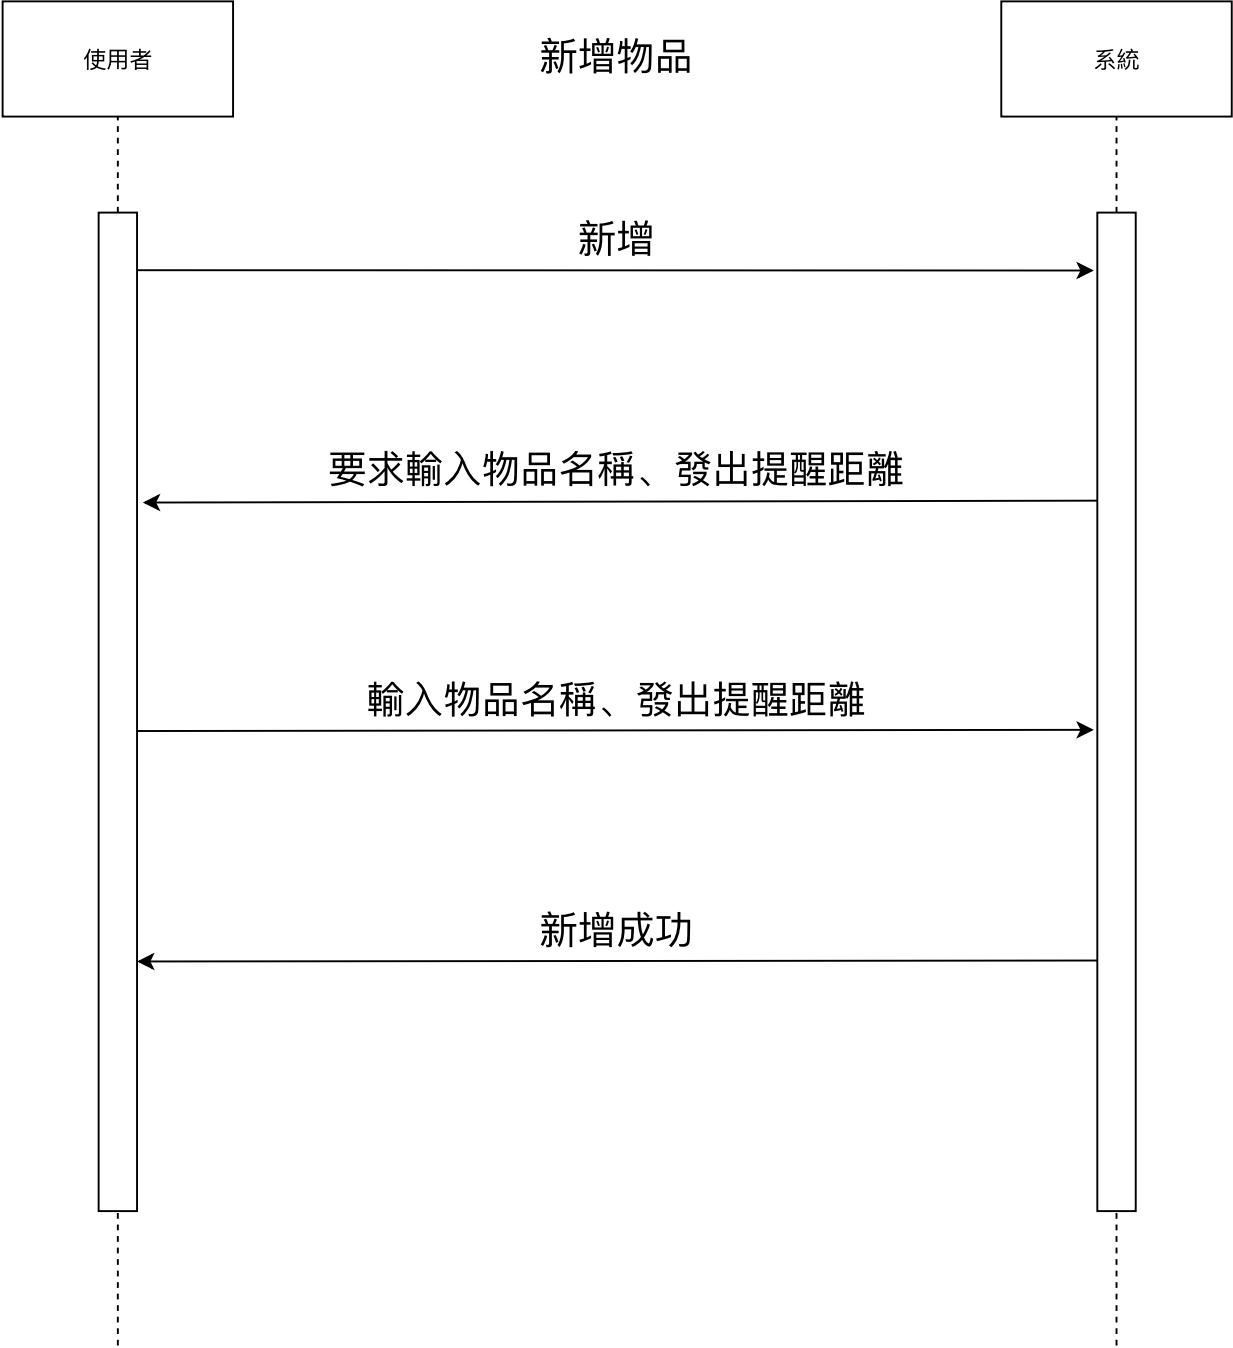 使用者
新增物品
系統
新增
要求輸入物品名稱、發出提醒距離
輸入物品名稱、發出提醒距離
新增成功